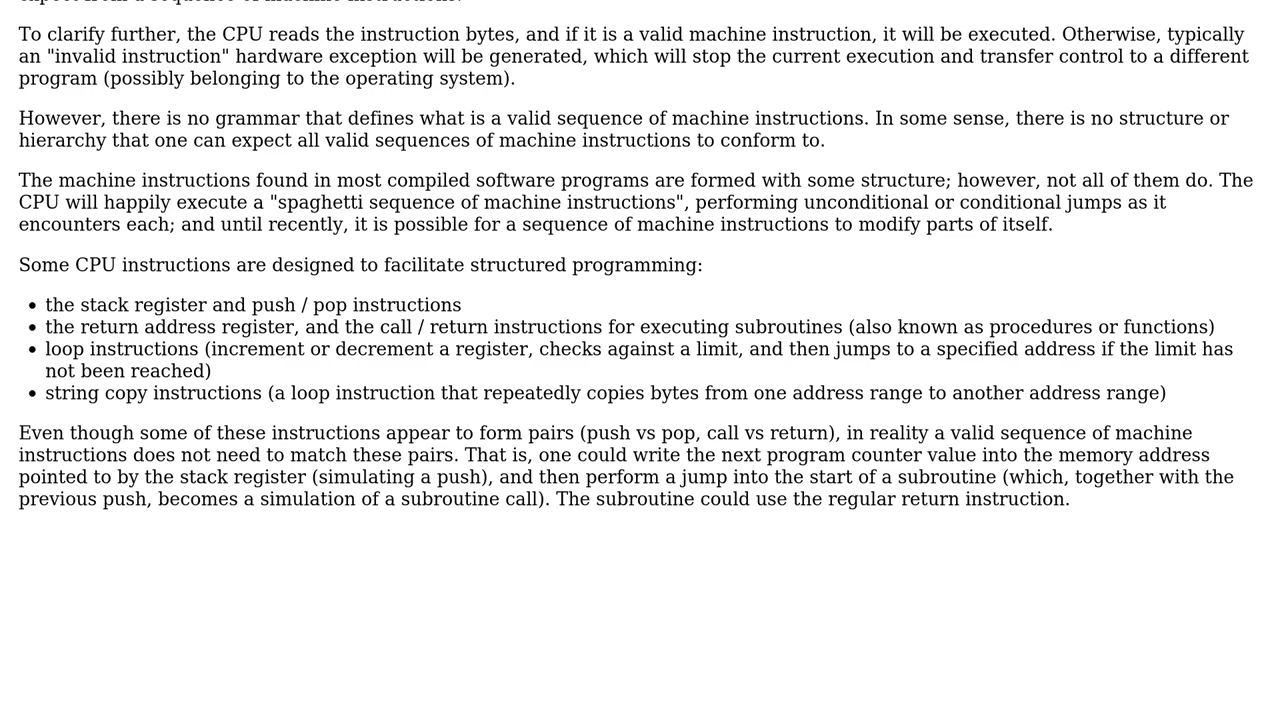 To clarify further, the CPU reads the instruction bytes, and if it is a valid machine instruction, it will be executed. Otherwise, typically
an "invalid instruction" hardware exception will be generated, which will stop the current execution and transfer control to a different
program (possibly belonging to the operating system).
However, there is no grammar that defines what is a valid sequence of machine instructions. In some sense, there is no structure or
hierarchy that one can expect all valid sequences of machine instructions to conform to.
The machine instructions found in most compiled software programs are formed with some structure; however, not all of them do. The
CPU will happily execute a "spaghetti sequence of machine instructions", performing unconditional or conditional jumps as it
encounters each; and until recently, it is possible for a sequence of machine instructions to modify parts of itself.
Some CPU instructions are designed to facilitate structured programming:
• the stack register and push / pop instructions
• the return address register, and the call / return instructions for executing subroutines (also known as procedures or functions)
• loop instructions (increment or decrement a register, checks against a limit, and then jumps to a specified address if the limit has
not been reached)
• string copy instructions (a loop instruction that repeatedly copies bytes from one address range to another address range)
Even though some of these instructions appear to form pairs (push vs pop, call vs return), in reality a valid sequence of machine
instructions does not need to match these pairs. That is, one could write the next program counter value into the memory address
pointed to by the stack register (simulating a push), and then perform a jump into the start of a subroutine (which, together with the
previous push, becomes a simulation of a subroutine call). The subroutine could use the regular return instruction.